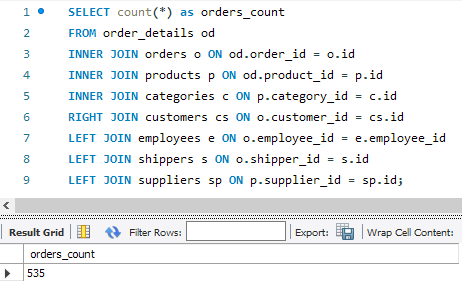 1 SELECT count(*) as orders_count
2 FROM order_details od
3 INNER JOIN orders o ON od.order_id = o.id
4 INNER JOIN products p ON od.product_id = p.id
5 INNER JOIN categories c ON p.category_id = c.id
6 RIGHT JOIN customers cs ON o.customer_id = cs.id
7 LEFT JOIN employees e ON o.employee_id = e.employee_id
8 LEFT JOIN shippers s ON o.shipper_id = s.id
9 LEFT JOIN suppliers sp ON p.supplier_id = sp.id;
Result Grid Filter Rows: Export: Wrap Cell Content:
orders_count
535